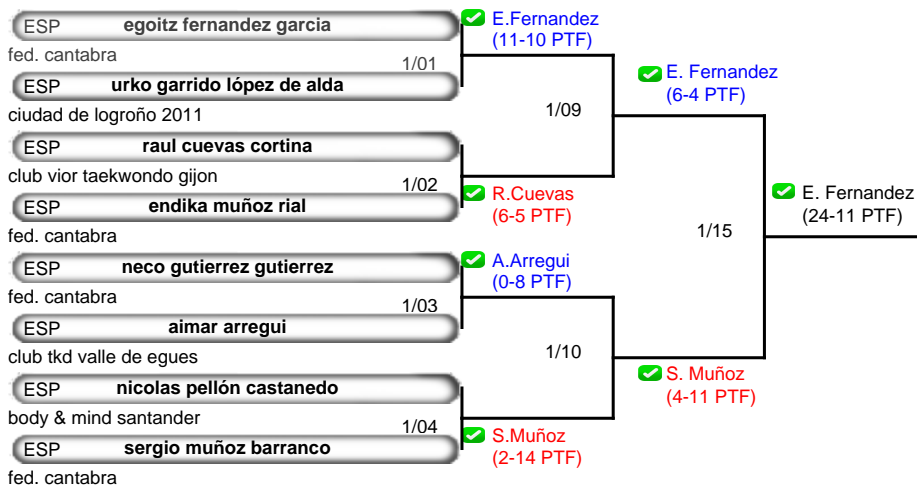 ESP egoitz fernandez garcia
fed. cantabra
1/01
ESP urko garrido lópez de alda
ciudad de logroño 2011
ESP raul cuevas cortina
club vior taekwondo gijon
1/02
ESP endika muñoz rial
fed. cantabra
ESP neco gutierrez gutierrez
fed. cantabra
1/03
ESP aimar arregui
club tkd valle de egues
ESP nicolas pellón castanedo
body & mind santander
1/04
ESP sergio muñoz barranco
fed. cantabra
E.Fernandez
(11-10 PTF)
R.Cuevas
(6-5 PTF)
A.Arregui
(0-8 PTF)
S.Muñoz
(2-14 PTF)
1/09
1/10
E. Fernandez
(6-4 PTF)
S. Muñoz
(4-11 PTF)
1/15
E. Fernandez
(24-11 PTF)